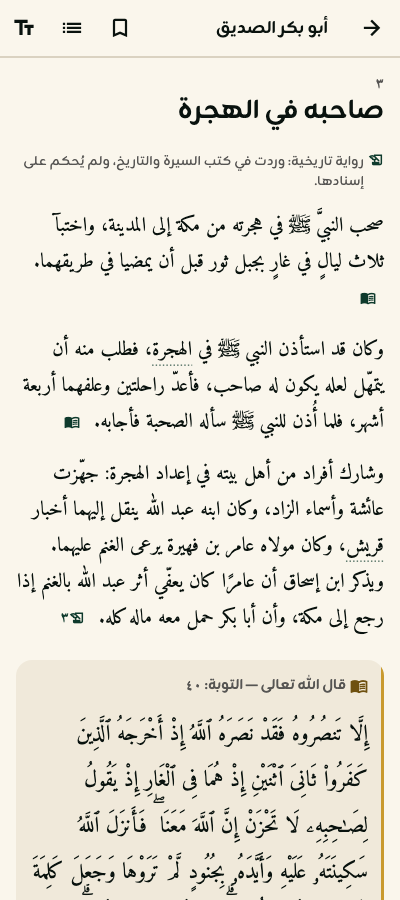 أبو بكر الصديق
٣
صاحبه في الهجرة
رواية تاريخية: وردت في كتب السيرة والتاريخ، ولم يُحكم على
إسنادها.
صحب النبيَّ ﷺ في هجرته من مكة إلى المدينة، واختبآ
ثلاث ليالٍ في غارٍ بجبل ثور قبل أن يمضيا في طريقهما.
وكان قد استأذن النبي ﷺ في الهجرة، فطلب منه أن
يتمهّل لعله يكون له صاحب، فأعدّ راحلتين وعلفهما أربعة
أشهر، فلما أُذن للنبي ﷺ سأله الصحبة فأجابه.
وشارك أفراد من أهل بيته في إعداد الهجرة: جهّزت
عائشة وأسماء الزاد، وكان ابنه عبد الله ينقل إليهما أخبار
قريش، وكان مولاه عامر بن فهيرة يرعى الغنم عليهما.
ويذكر ابن إسحاق أن عامرًا كان يعفّي أثر عبد الله بالغنم إذا
رجع إلى مكة، وأن أبا بكر حمل معه ماله كله. ٣
قال الله تعالى — التوبة: ٤٠
إِلَّا تَنصُرُوهُ فَقَدْ نَصَرَهُ ٱللَّهُ إِذْ أَخْرَجَهُ ٱلَّذِينَ
كَفَرُوا۟ ثَانِىَ ٱثْنَيْنِ إِذْ هُمَا فِى ٱلْغَارِ إِذْ يَقُولُ
لِصَـٰحِبِهِۦ لَا تَحْزَنْ إِنَّ ٱللَّهَ مَعَنَا ۖ فَأَنزَلَ ٱللَّهُ
سَكِينَتَهُۥ عَلَيْهِ وَأَيَّدَهُۥ بِجُنُودٍ لَّمْ تَرَوْهَا وَجَعَلَ كَلِمَةَ